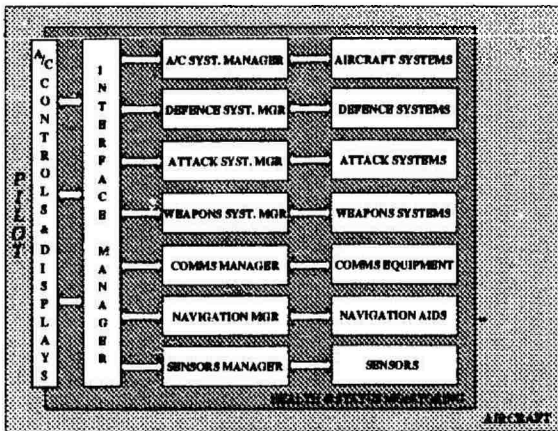 PILOT
A/C CONTROLS & DISPLAYS
INTERFACE MANAGER
A/C SYST. MANAGER
AIRCRAFT SYSTEMS
DEFENCE SYST. MGR
DEFENCE SYSTEMS
ATTACK SYST. MGR
ATTACK SYSTEMS
WEAPONS SYST. MGR
WEAPONS SYSTEMS
COMMS MANAGER
COMMS EQUIPMENT
NAVIGATION MGR
NAVIGATION AIDS
SENSORS MANAGER
SENSORS
HEALTH & STATUS MONITORING
AIRCRAFT